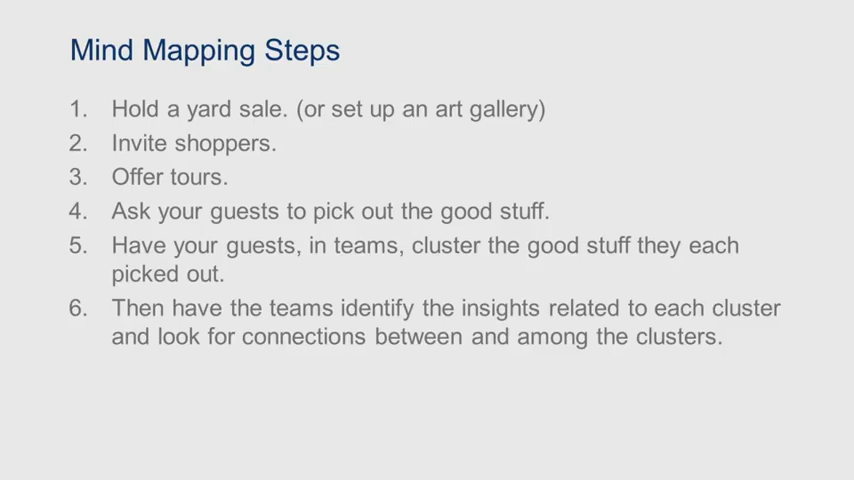 Mind Mapping Steps
1. Hold a yard sale. (or set up an art gallery)
2. Invite shoppers.
3. Offer tours.
4. Ask your guests to pick out the good stuff.
5. Have your guests, in teams, cluster the good stuff they each
picked out.
6. Then have the teams identify the insights related to each cluster
and look for connections between and among the clusters.